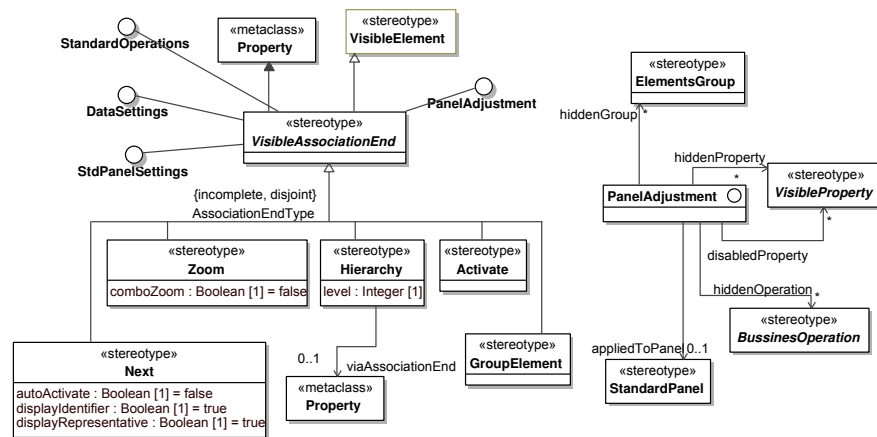 StandardOperations
DataSettings
StdPanelSettings
«metaclass»
Property
«stereotype»
VisibleElement
PanelAdjustment
«stereotype»
VisibleAssociationEnd
{incomplete, disjoint}
AssociationEndType
«stereotype»
Zoom
comboZoom : Boolean [1] = false
«stereotype»
Hierarchy
level : Integer [1]
«stereotype»
Activate
«stereotype»
Next
autoActivate : Boolean [1] = false
displayIdentifier : Boolean [1] = true
displayRepresentative : Boolean [1] = true
0..1
viaAssociationEnd
«metaclass»
Property
«stereotype»
GroupElement
«stereotype»
ElementsGroup
hiddenGroup
*
PanelAdjustment
hiddenProperty
*
«stereotype»
VisibleProperty
*
disabledProperty
hiddenOperation
*
«stereotype»
BussinesOperation
appliedToPanel
0..1
«stereotype»
StandardPanel